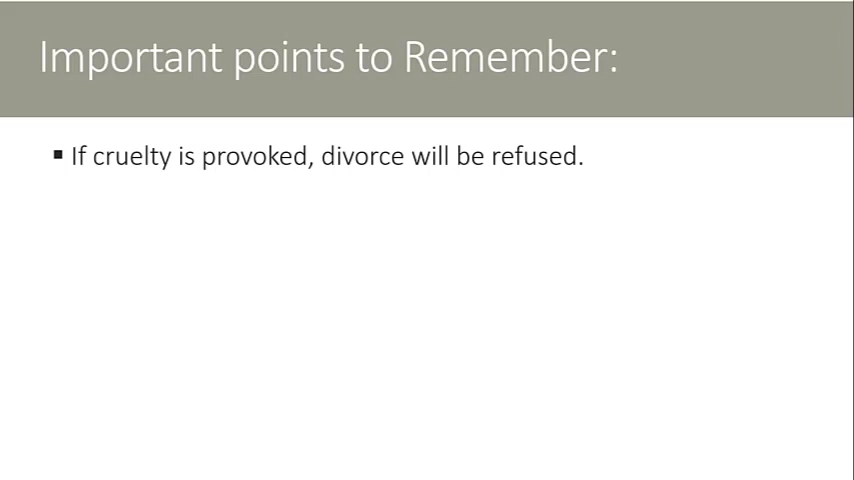 Important points to Remember:
▪ If cruelty is provoked, divorce will be refused.